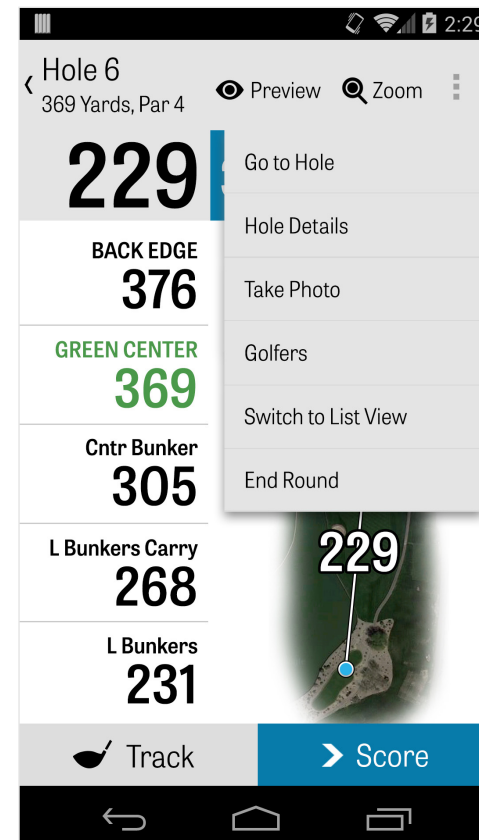 2:29
Hole 6
369 Yards, Par 4
Preview
Zoom
229
Go to Hole
Hole Details
Take Photo
Golfers
Switch to List View
End Round
BACK EDGE
376
GREEN CENTER
369
Cntr Bunker
305
L Bunkers Carry
268
L Bunkers
231
229
Track
Score